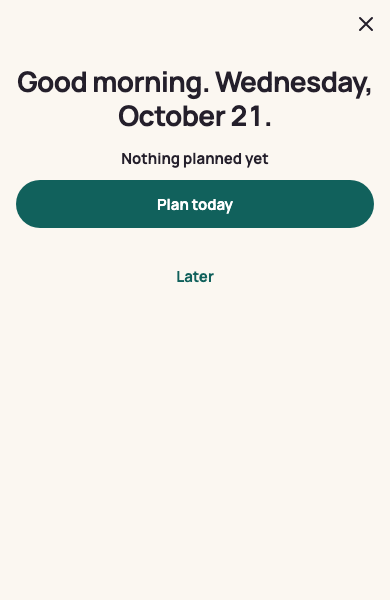 Good morning. Wednesday,
October 21.
Nothing planned yet
Plan today
Later